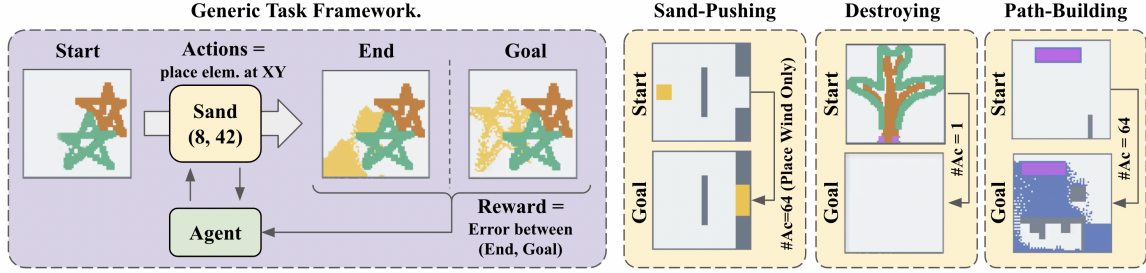 Generic Task Framework.
Start
Actions =
place elem. at XY
Sand
(8, 42)
Agent
End
Goal
Reward =
Error between
(End, Goal)
Sand-Pushing
Start
Goal
#Ac=64 (Place Wind Only)
Destroying
Start
Goal
#Ac = 1
Path-Building
Start
Goal
#Ac = 64